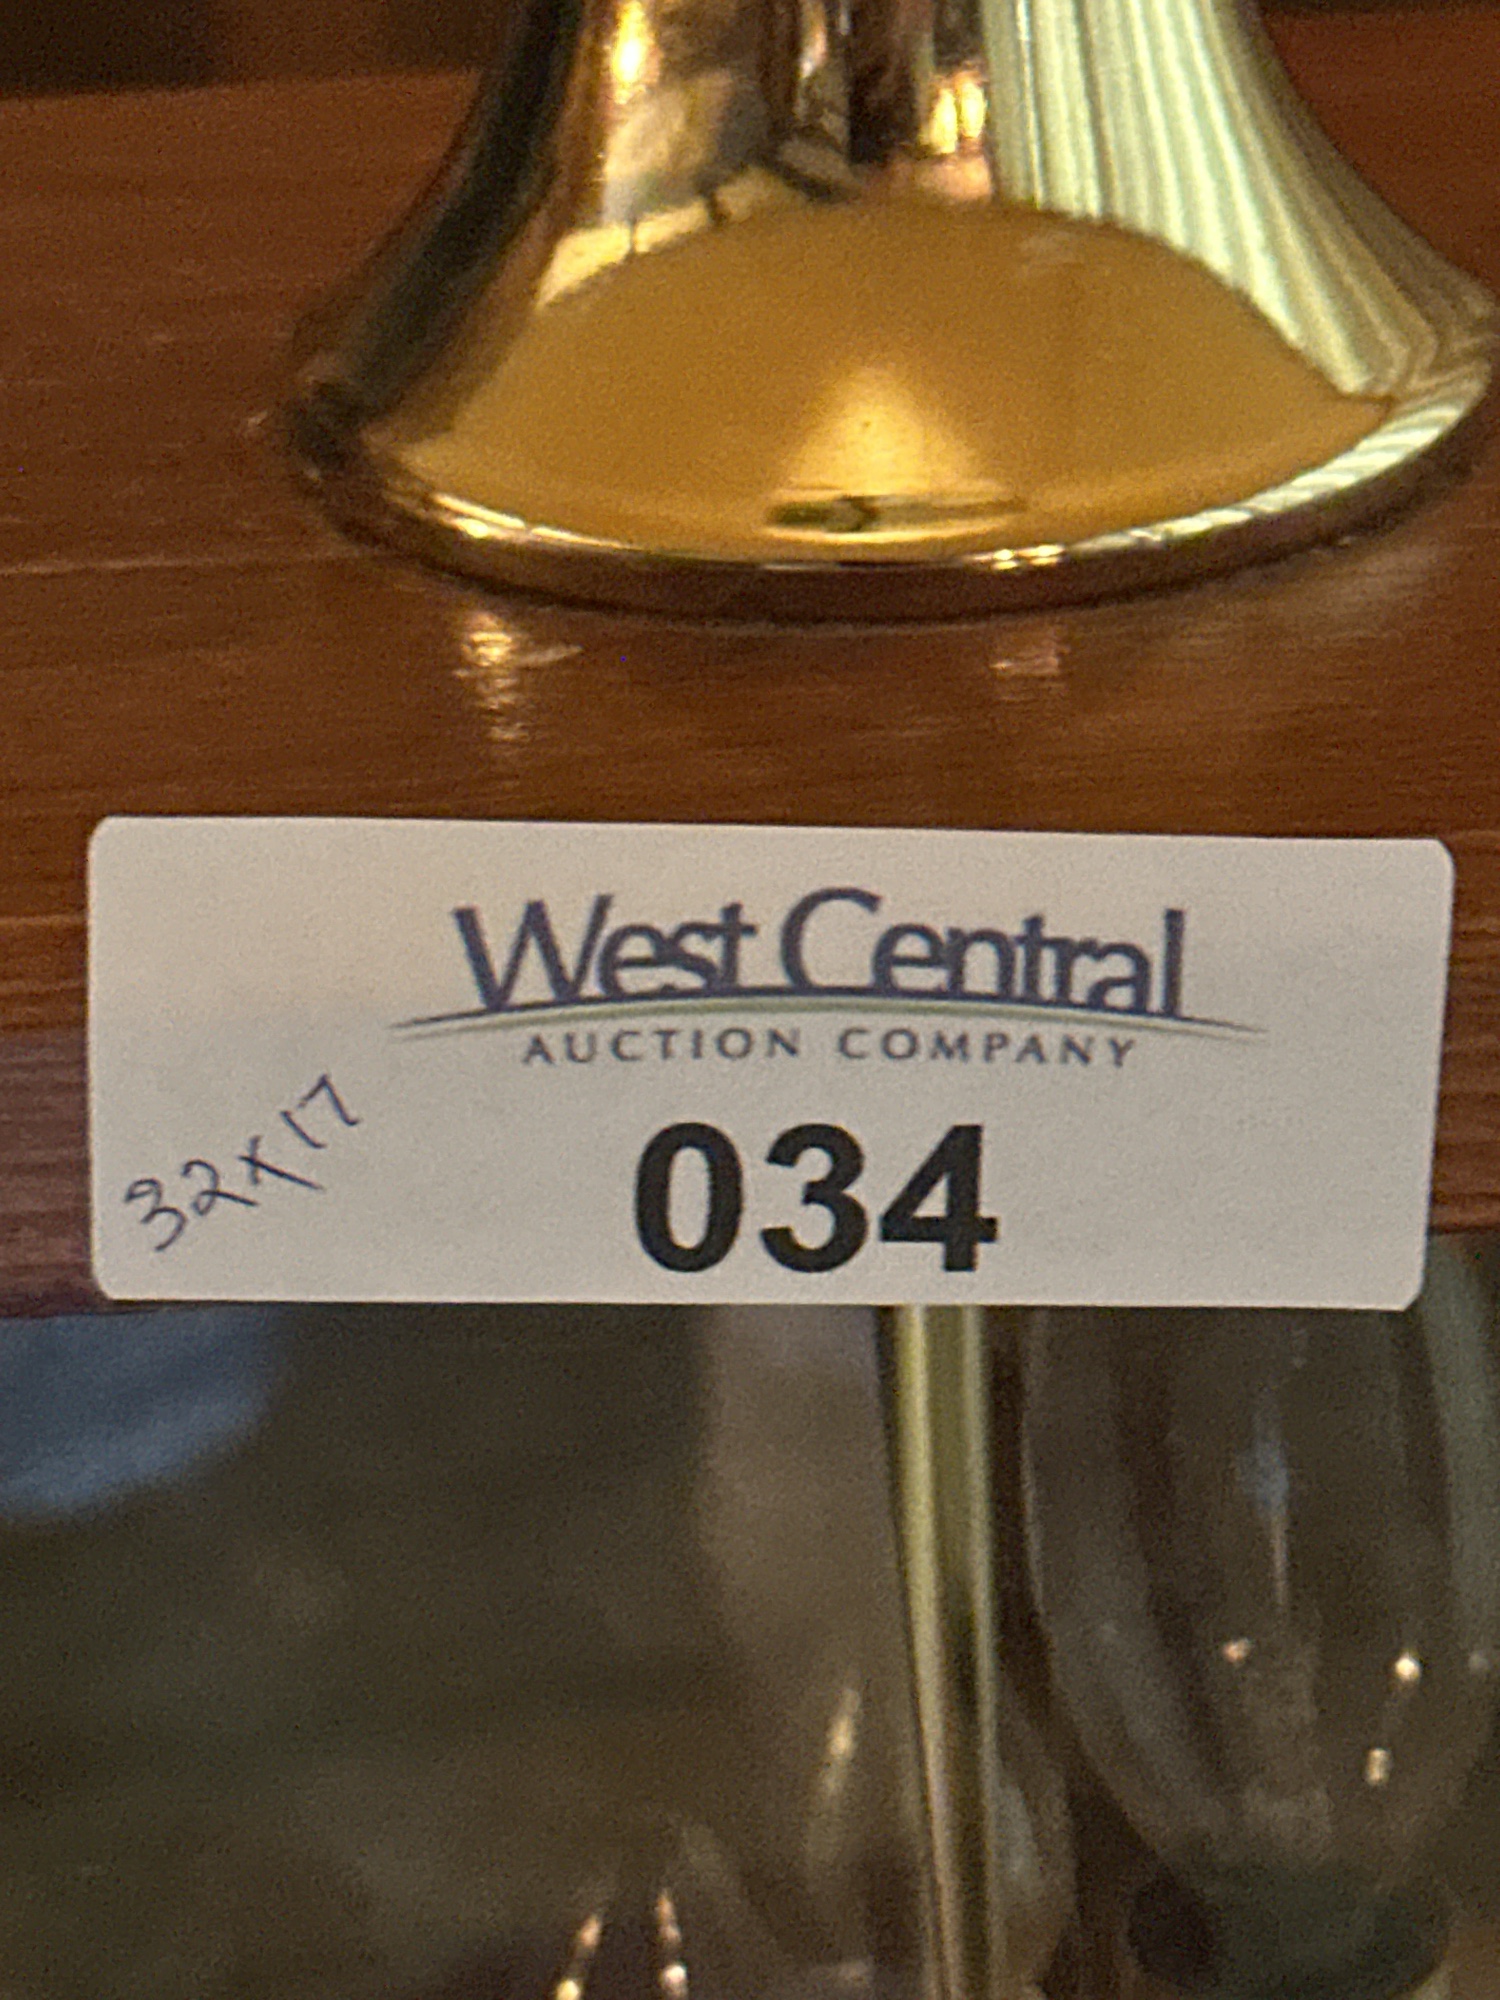 West Central
AUCTION COMPANY
32x17
034